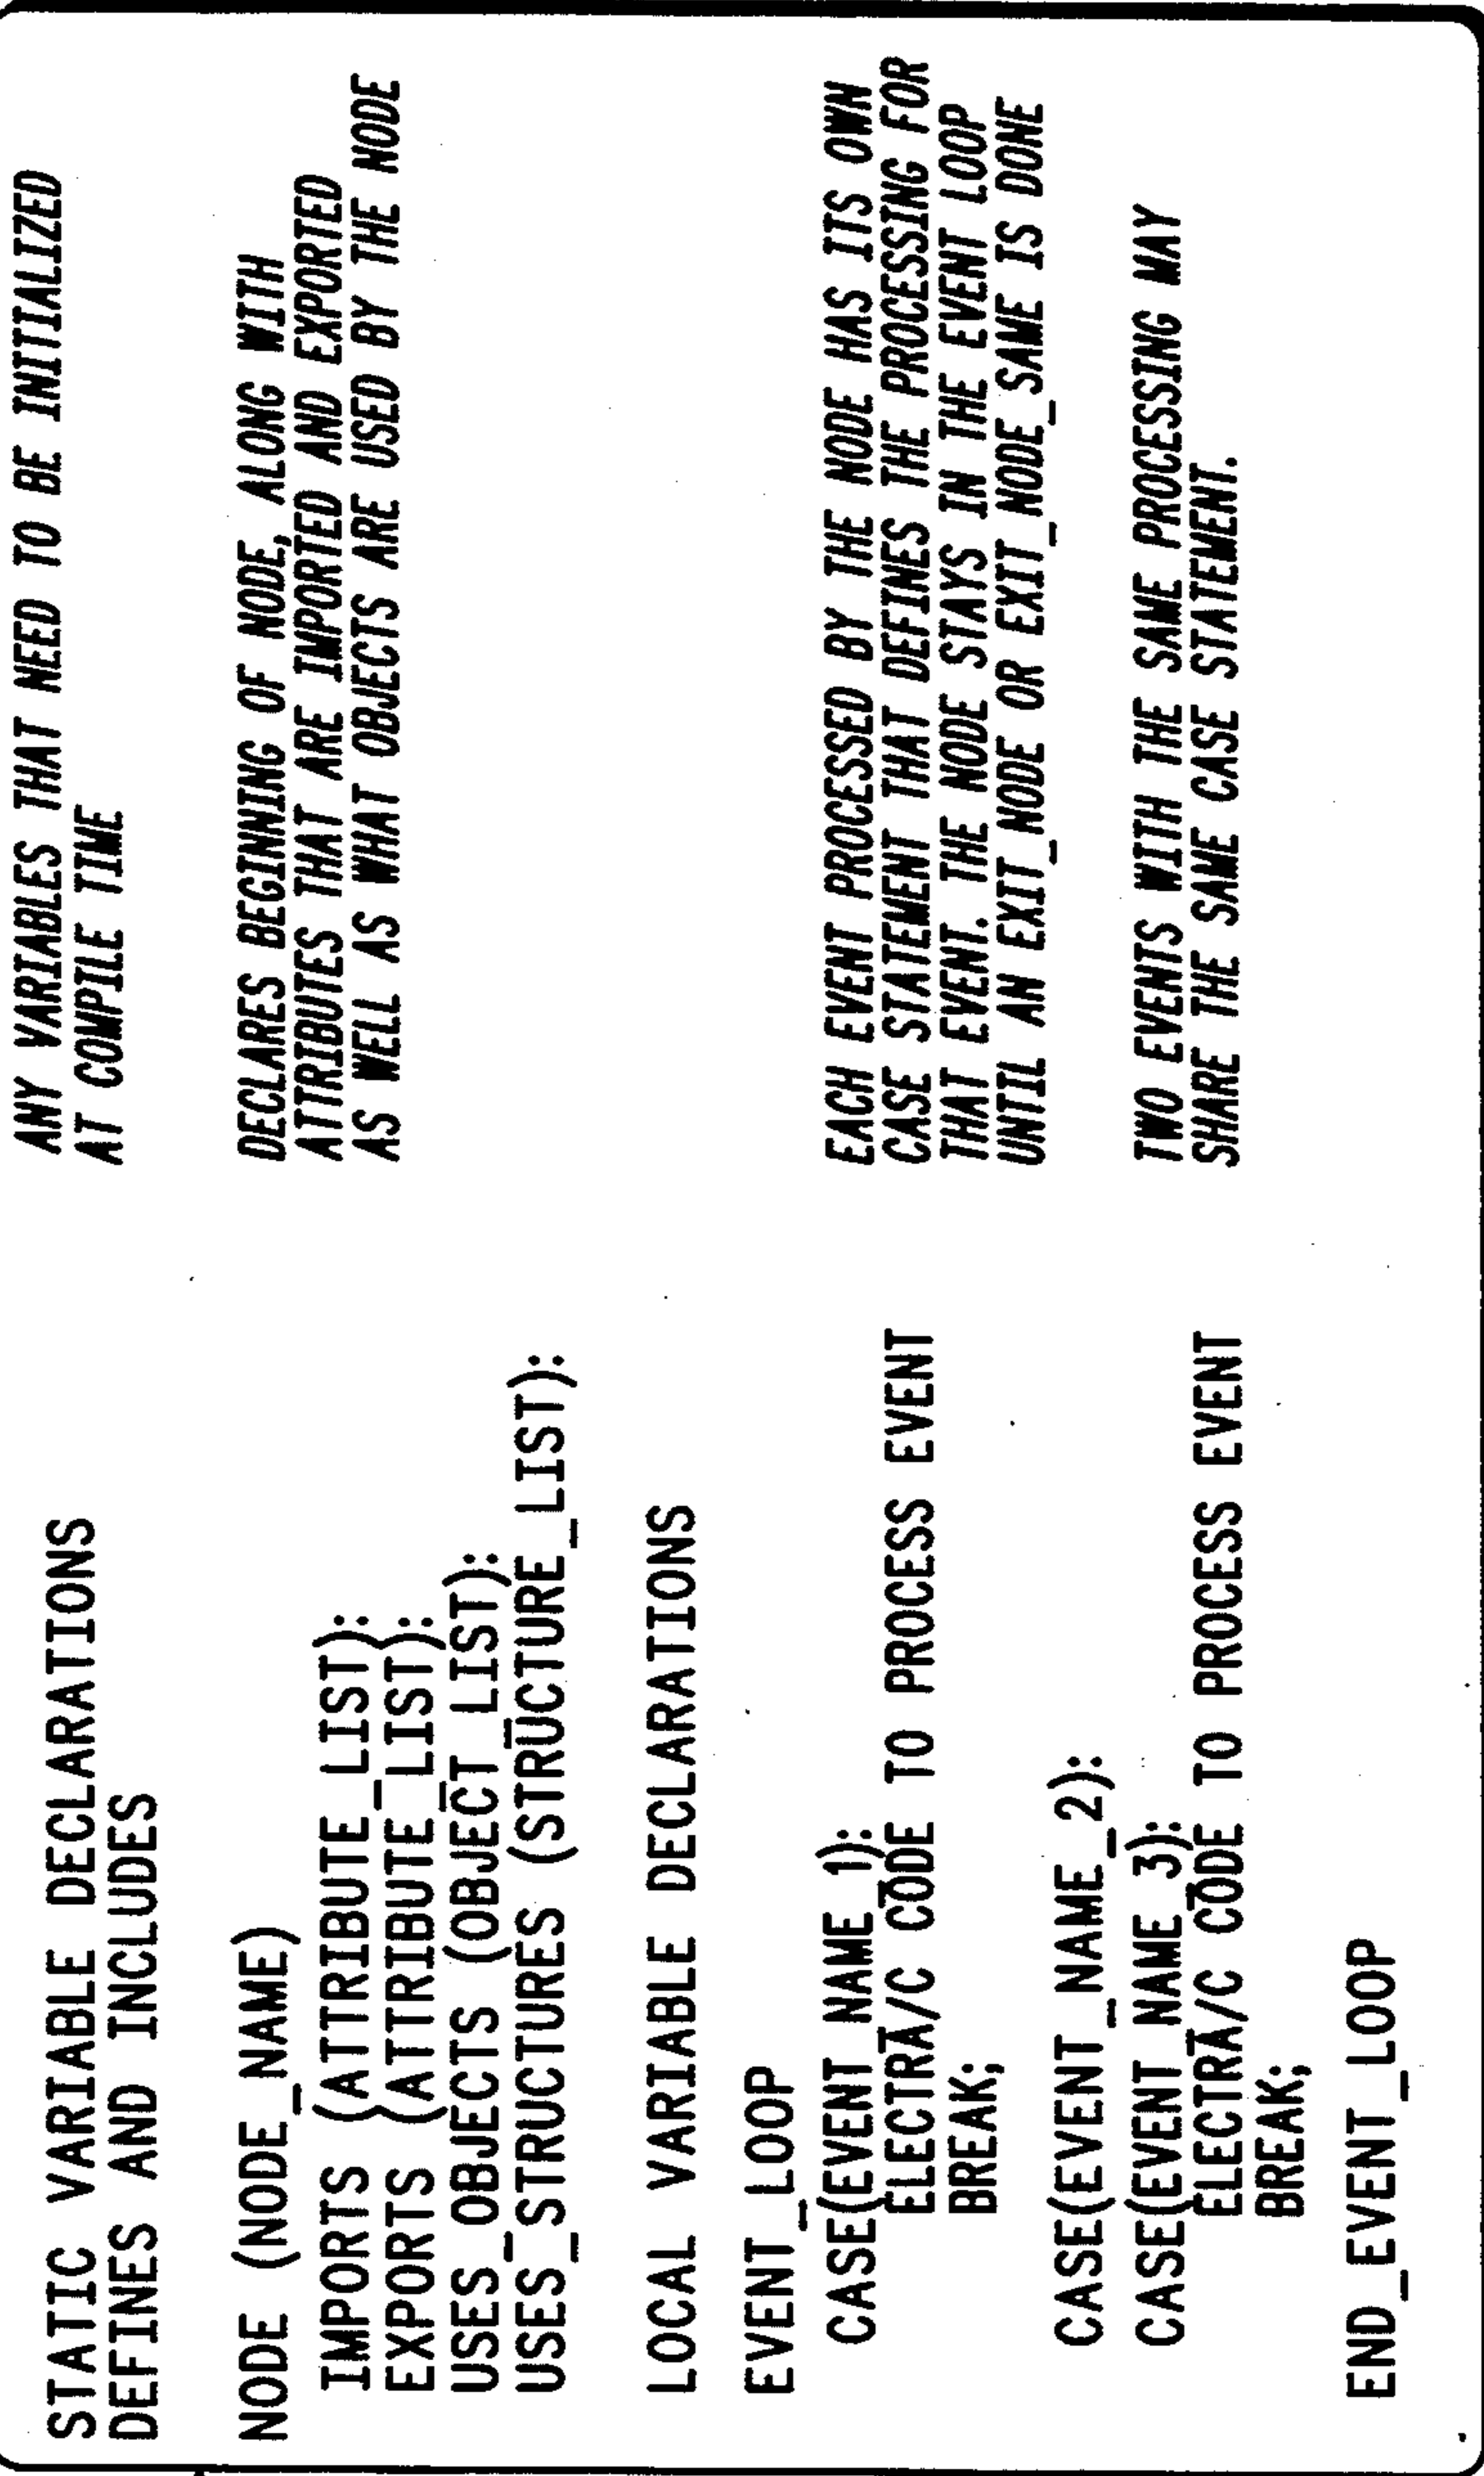 STATIC VARIABLE DECLARATIONS
DEFINES AND INCLUDES
ANY VARIABLES THAT NEED TO BE INITIALIZED
AT COMPILE TIME
NODE (NODE_NAME)
IMPORTS (ATTRIBUTE_LIST):
EXPORTS (ATTRIBUTE_LIST):
USES_OBJECTS (OBJECT_LIST):
USES_STRUCTURES (STRUCTURE_LIST):
DECLARES BEGINNING OF NODE, ALONG WITH
ATTRIBUTES THAT ARE IMPORTED AND EXPORTED
AS WELL AS WHAT OBJECTS ARE USED BY THE NODE
LOCAL VARIABLE DECLARATIONS
EVENT_LOOP
CASE(EVENT_NAME_1):
ELECTRA/C CODE TO PROCESS EVENT
BREAK;
EACH EVENT PROCESSED BY THE NODE HAS ITS OWN
CASE STATEMENT THAT DEFINES THE PROCESSING FOR
THAT EVENT. THE NODE STAYS IN THE EVENT LOOP
UNTIL AN EXIT_NODE OR EXIT_NODE_SAME IS DONE
CASE(EVENT_NAME_2):
CASE(EVENT_NAME_3):
ELECTRA/C CODE TO PROCESS EVENT
BREAK;
TWO EVENTS WITH THE SAME PROCESSING MAY
SHARE THE SAME CASE STATEMENT.
END_EVENT_LOOP